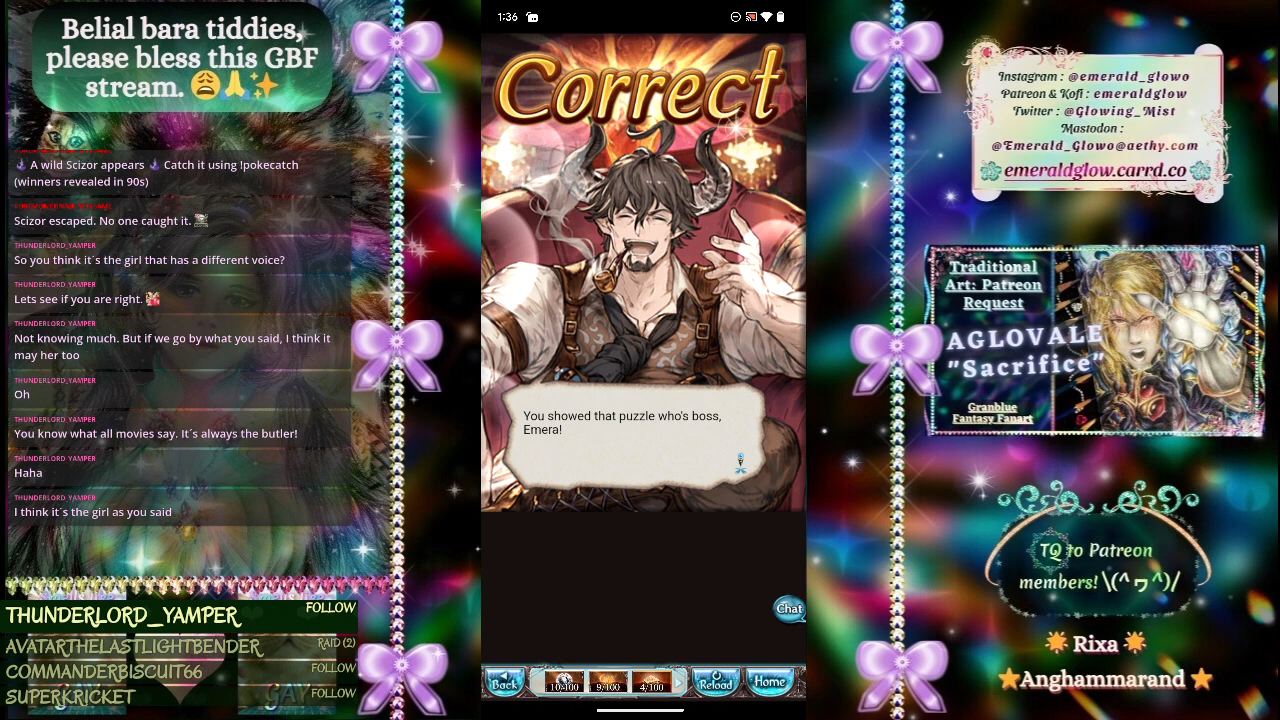 Belial bara tiddies,
please bless this GBF
stream. 😩🙏✨
A wild Scizor appears Catch it using !pokecatch
(winners revealed in 90s)
Scizor escaped. No one caught it.
THUNDERLORD_YAMPER
So you think it´s the girl that has a different voice?
THUNDERLORD_YAMPER
Lets see if you are right.
THUNDERLORD_YAMPER
Not knowing much. But if we go by what you said, I think it
may her too
THUNDERLORD_YAMPER
Oh
THUNDERLORD_YAMPER
You know what all movies say. It´s always the butler!
THUNDERLORD_YAMPER
Haha
THUNDERLORD_YAMPER
I think it´s the girl as you said
THUNDERLORD_YAMPER FOLLOW
AVATARTHELASTLIGHTBENDER RAID (2)
COMMANDERBISCUIT66 FOLLOW
SUPERKRICKET FOLLOW
GAY
1:36
Correct
You showed that puzzle who's boss,
Emera!
Chat
Back
10/100
9/100
4/100
Reload
Home
Instagram : @emerald_glowo
Patreon & Kofi : emeraldglow
Twitter : @Glowing_Mist
Mastodon :
@Emerald_Glowo@aethy.com
emeraldglow.carrd.co
Traditional
Art: Patreon
Request
AGLOVALE
"Sacrifice"
Granblue
Fantasy Fanart
TQ to Patreon
members! \(^ ヮ^)/
Rixa
Anghammarand